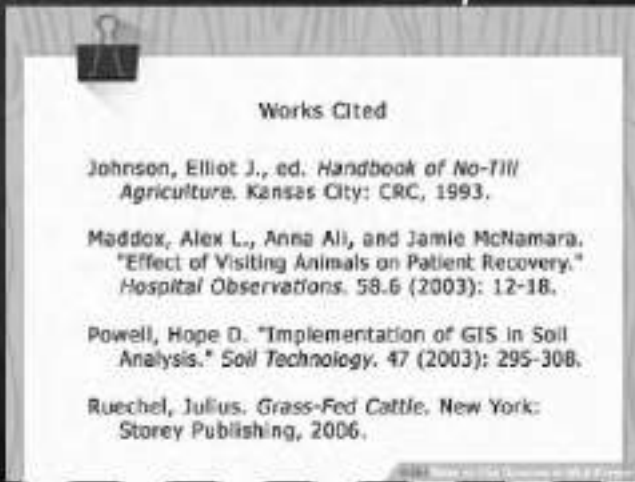 Works Cited
Johnson, Elliot J., ed. Handbook of No-Till
Agriculture. Kansas City: CRC, 1993.
Maddox, Alex L., Anna Ali, and Jamie McNamara.
"Effect of Visiting Animals on Patient Recovery."
Hospital Observations. 58.6 (2003): 12-18.
Powell, Hope D. "Implementation of GIS in Soil
Analysis." Soil Technology. 47 (2003): 295-308.
Ruechel, Julius. Grass-Fed Cattle. New York:
Storey Publishing, 2006.